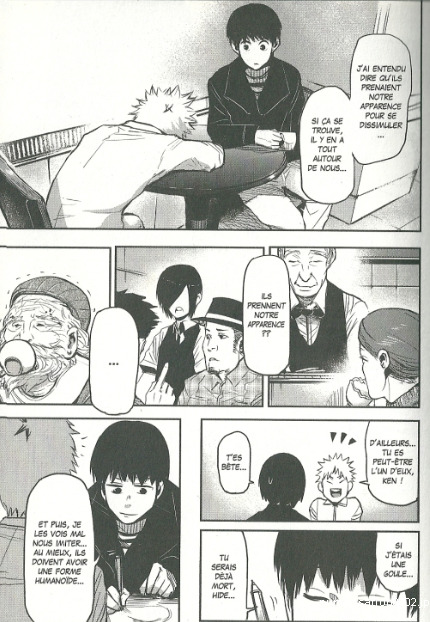 J'AI ENTENDU
DIRE QU'ILS
PRENAIENT
NOTRE
APPARENCE
POUR SE
DISSIMULER
...
SI ÇA SE
TROUVE,
IL Y EN A
TOUT
AUTOUR
DE NOUS...
...
ILS
PRENNENT
NOTRE
APPARENCE
??
D'AILLEURS...
TU ES
PEUT-ÊTRE
L'UN D'EUX,
KEN !
T'ES
BÊTE...
SI
J'ÉTAIS
UNE
GOULE...
TU
SERAIS
DÉJÀ
MORT,
HIDE...
ET PUIS, JE
LES VOIS MAL
NOUS IMITER...
AU MIEUX, ILS
DOIVENT AVOIR
UNE FORME
HUMANOÏDE...